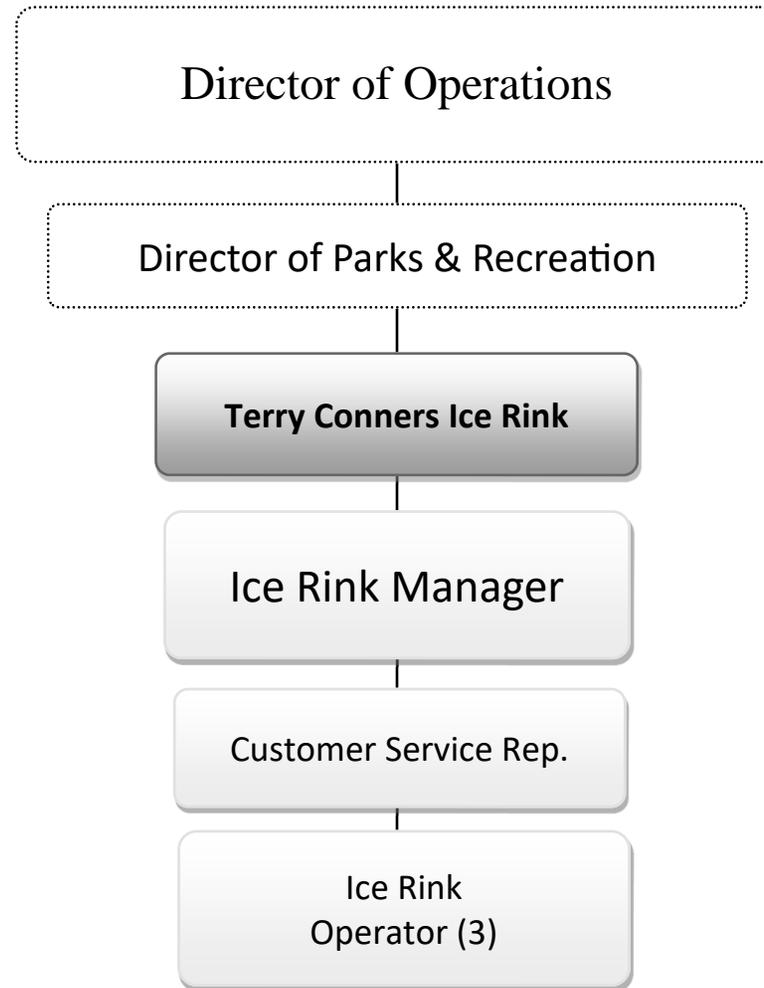 Director of Operations
Director of Parks & Recreation
Terry Conners Ice Rink
Ice Rink Manager
Customer Service Rep.
Ice Rink
Operator (3)